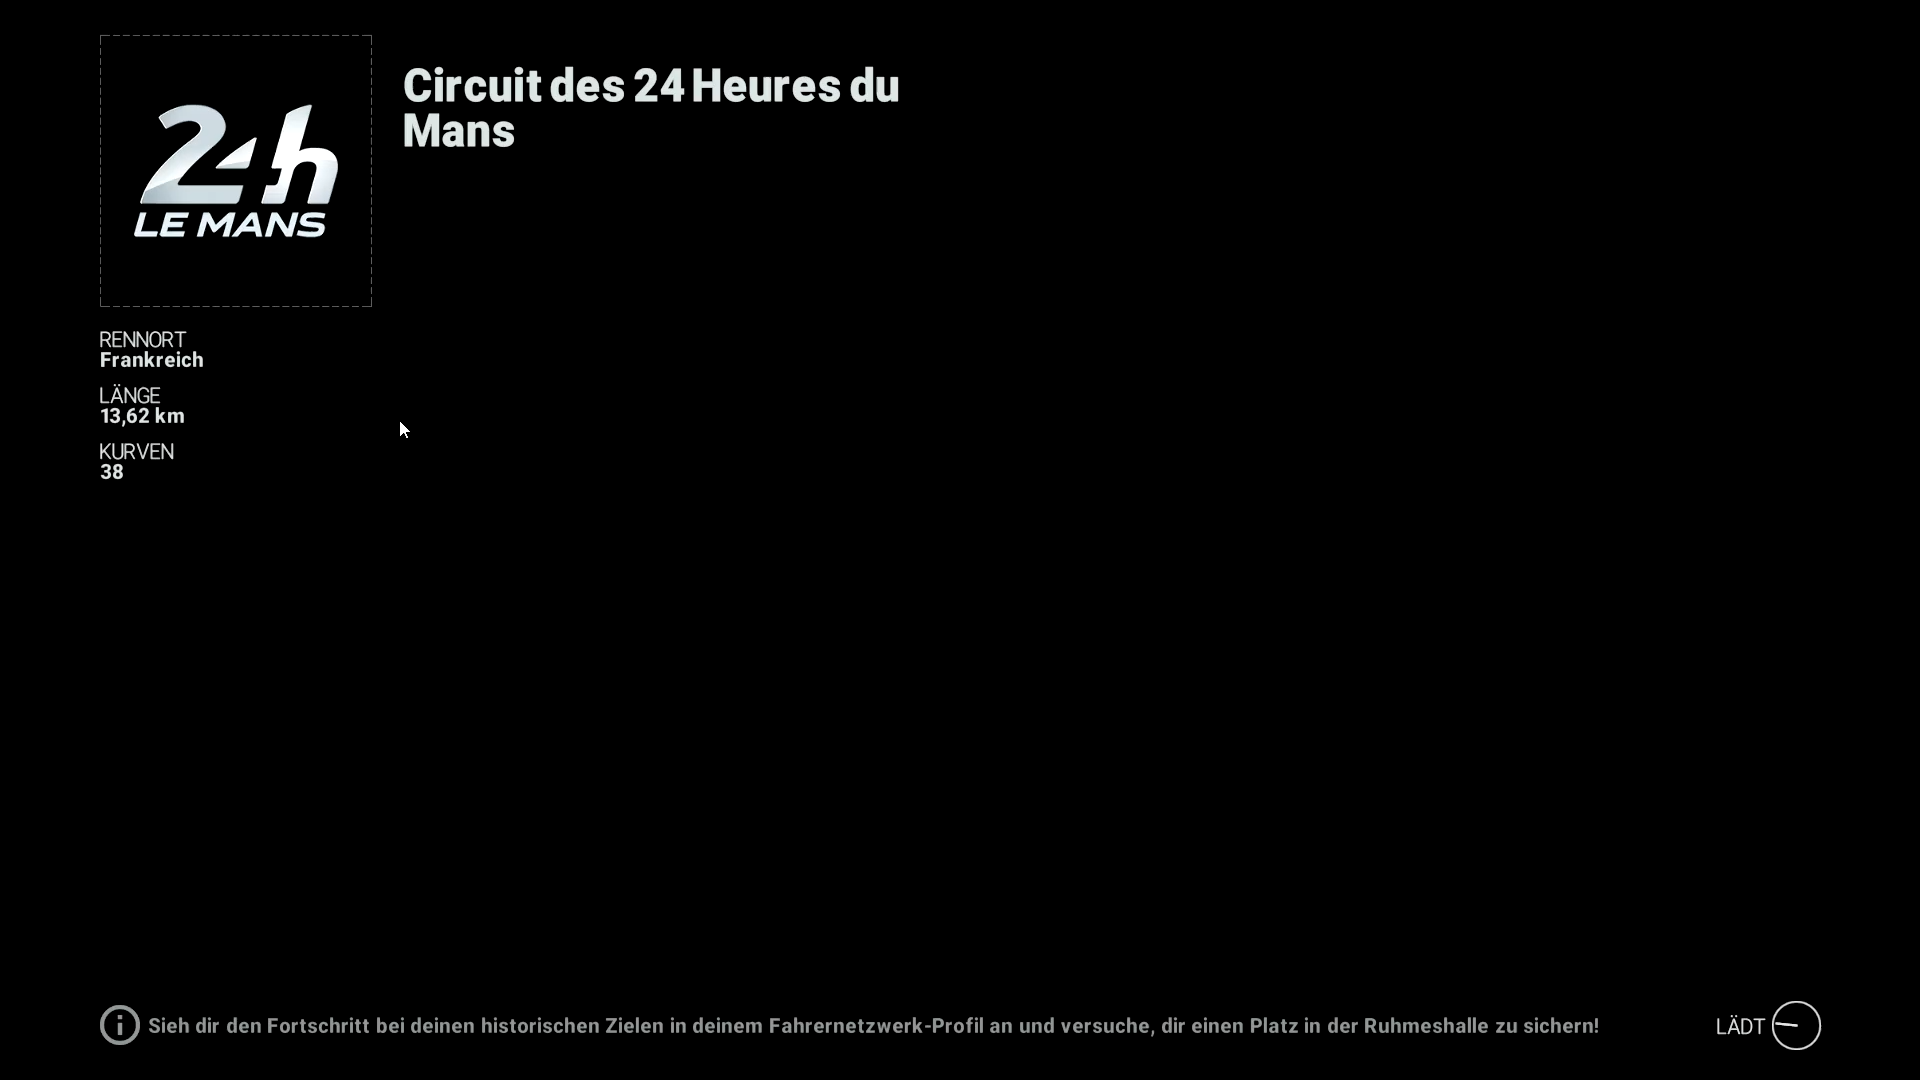 24h
LE MANS
Circuit des 24 Heures du
Mans
RENNORT
Frankreich
LÄNGE
13,62 km
KURVEN
38
Sieh dir den Fortschritt bei deinen historischen Zielen in deinem Fahrernetzwerk-Profil an und versuche, dir einen Platz in der Ruhmeshalle zu sichern!
LÄDT